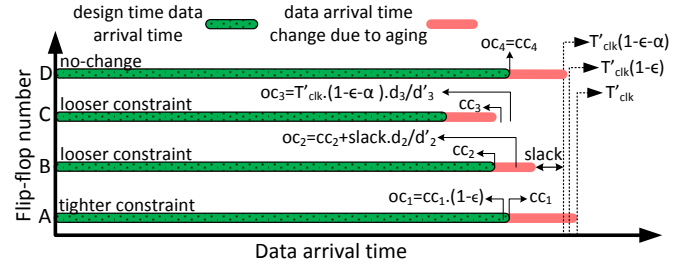 design time data arrival time
data arrival time change due to aging
oc₄=cc₄
T'clk(1-ϵ-α)
T'clk(1-ϵ)
T'clk
Flip-flop number
D
no-change
oc₃=T'clk.(1-ϵ-α).d₃/d'₃
C
looser constraint
cc₃
oc₂=cc₂+slack.d₂/d'₂
B
looser constraint
cc₂
slack
oc₁=cc₁.(1-ϵ)
cc₁
A
tighter constraint
Data arrival time